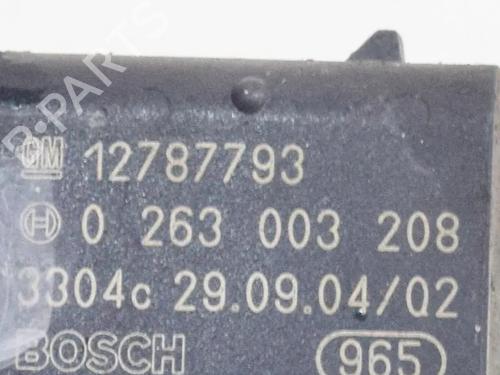 GM 12787793
0 263 003 208
3304c 29.09.04/Q2
BOSCH 965
B-PARTS